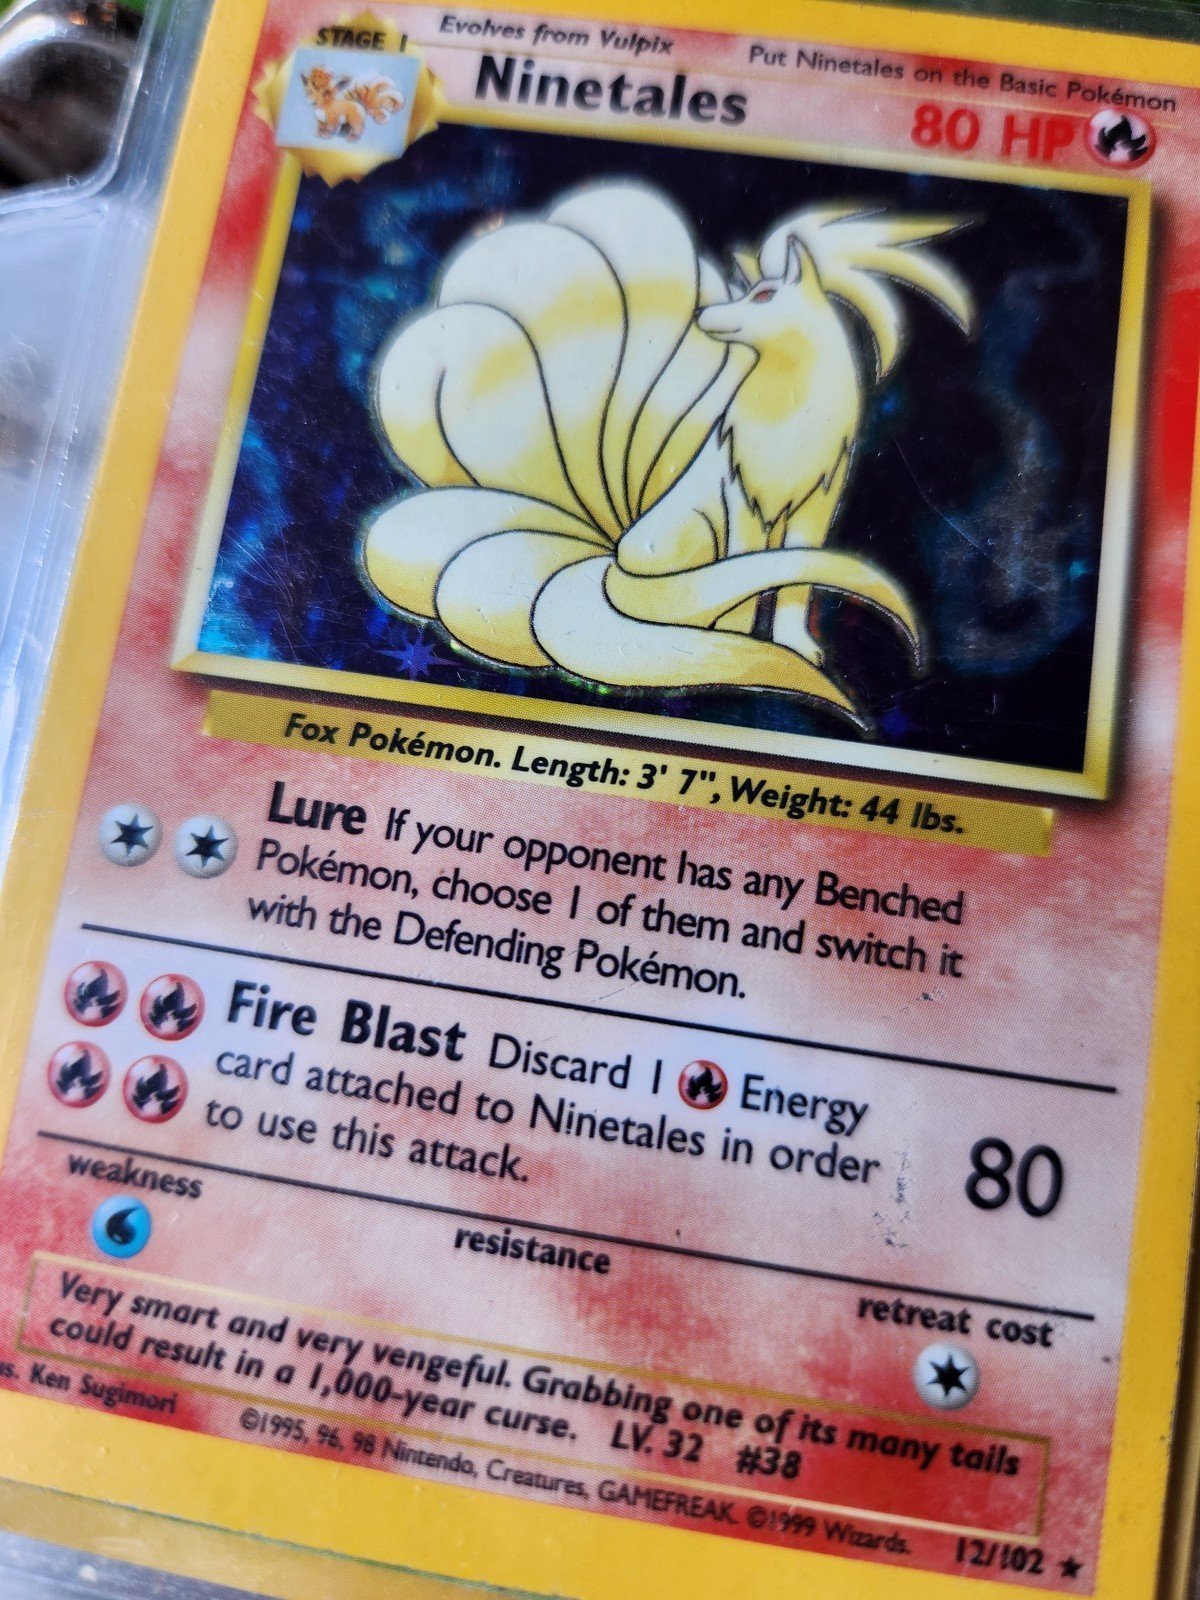 STAGE 1
Evolves from Vulpix
Put Ninetales on the Basic Pokémon
Ninetales
80 HP
Fox Pokémon. Length: 3' 7", Weight: 44 lbs.
Lure If your opponent has any Benched
Pokémon, choose 1 of them and switch it
with the Defending Pokémon.
Fire Blast Discard 1 Energy
card attached to Ninetales in order
to use this attack.
80
weakness
resistance
retreat cost
Very smart and very vengeful. Grabbing one of its many tails
could result in a 1,000-year curse. LV. 32 #38
Ken Sugimori
©1995, 96, 98 Nintendo, Creatures, GAMEFREAK. ©1999 Wizards.
12/102